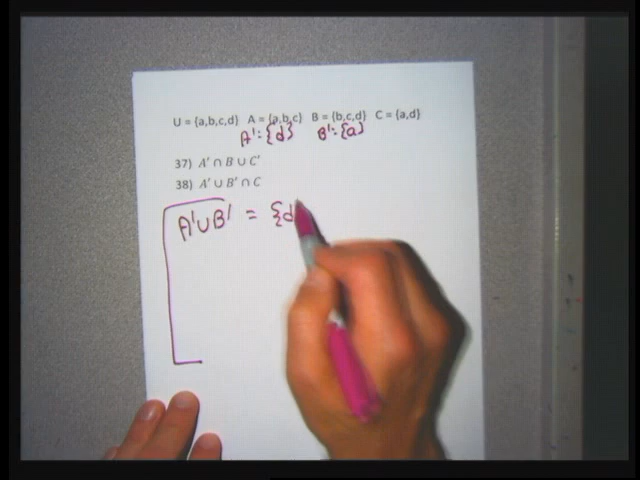 U = {a,b,c,d} A = {a,b,c} B = {b,c,d} C = {a,d}
A': {d} B': {a}
37) A′ ∩ B ∪ C′
38) A′ ∪ B′ ∩ C
A'∪B' = {d